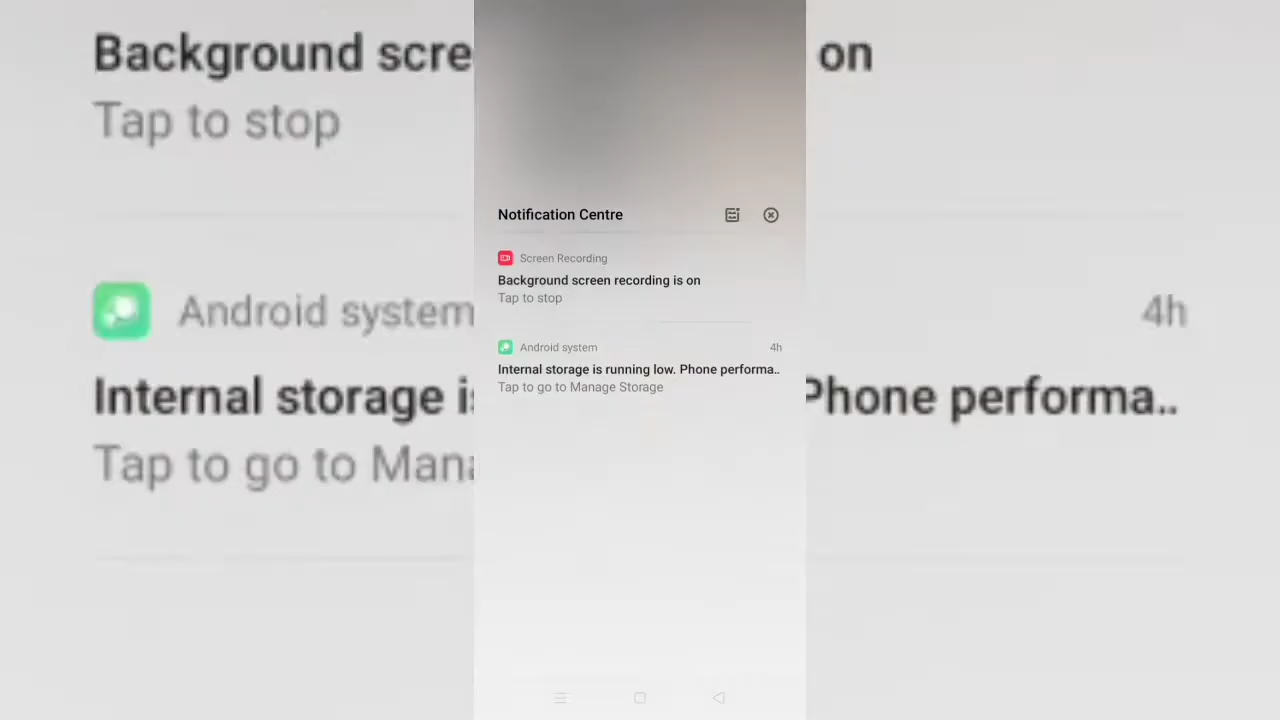 Background scre
on
Tap to stop
Android system
4h
Internal storage is
Phone performa..
Tap to go to Mana
Notification Centre
Screen Recording
Background screen recording is on
Tap to stop
Android system
4h
Internal storage is running low. Phone performa..
Tap to go to Manage Storage